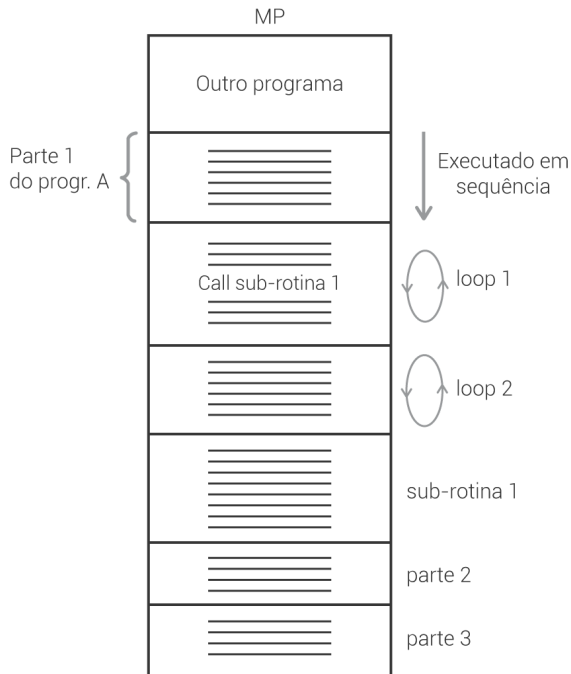 MP
Outro programa
Parte 1
do progr. A
Executado em
sequência
Call sub-rotina 1
loop 1
loop 2
sub-rotina 1
parte 2
parte 3